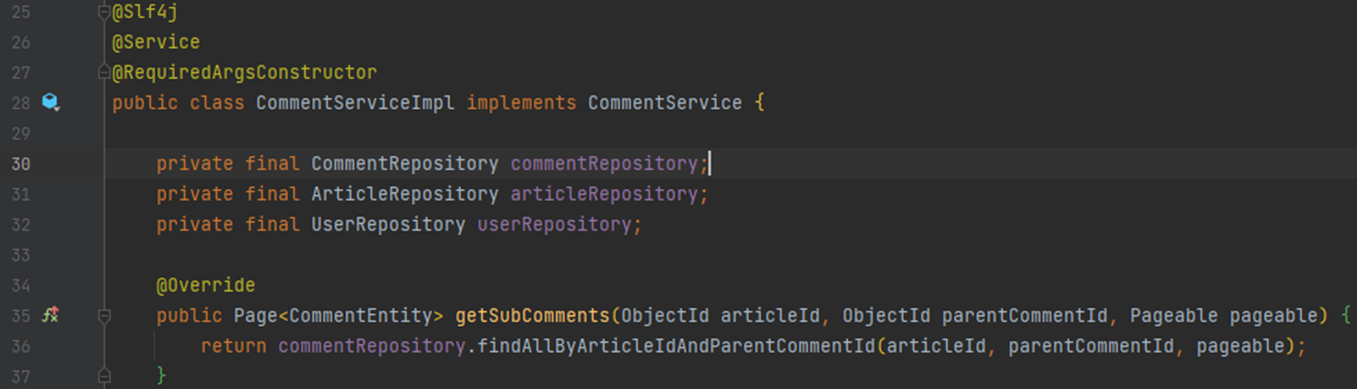 25 @Slf4j
26 @Service
27 @RequiredArgsConstructor
28 public class CommentServiceImpl implements CommentService {
29
30 private final CommentRepository commentRepository;
31 private final ArticleRepository articleRepository;
32 private final UserRepository userRepository;
33
34 @Override
35 public Page<CommentEntity> getSubComments(ObjectId articleId, ObjectId parentCommentId, Pageable pageable) {
36 return commentRepository.findAllByArticleIdAndParentCommentId(articleId, parentCommentId, pageable);
37 }